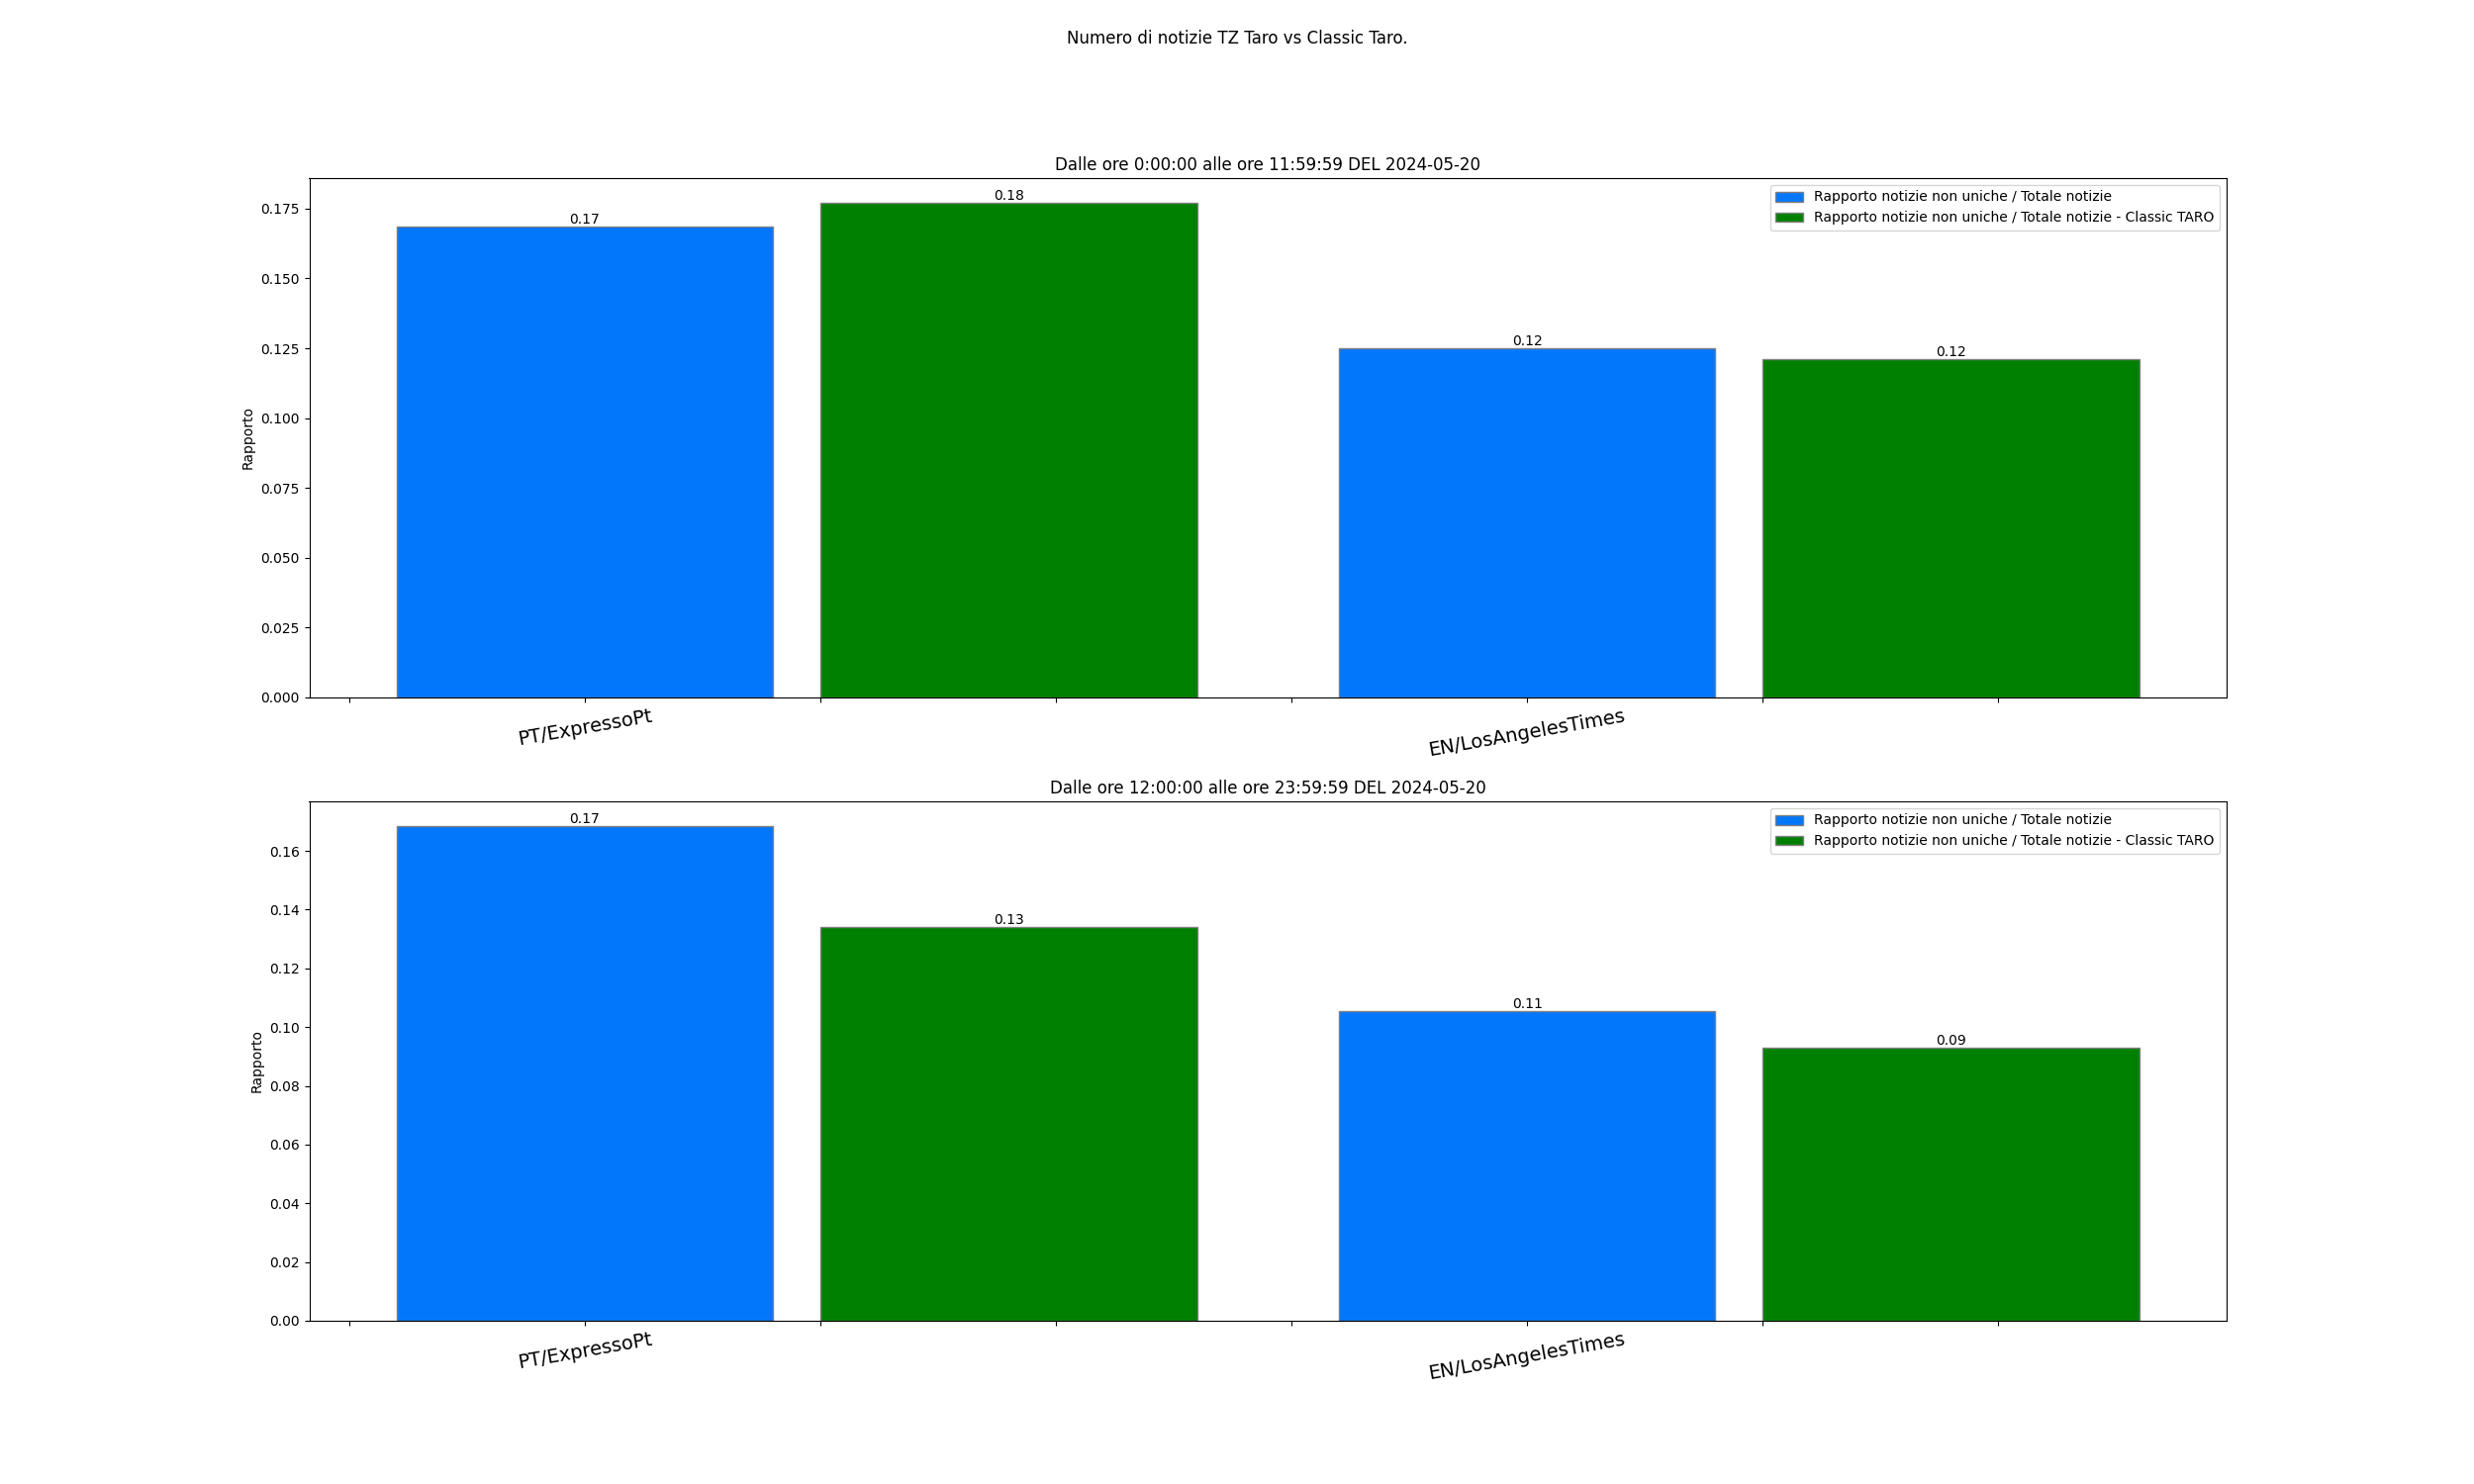 Numero di notizie TZ Taro vs Classic Taro.
Dalle ore 0:00:00 alle ore 11:59:59 DEL 2024-05-20
Rapporto notizie non uniche / Totale notizie
Rapporto notizie non uniche / Totale notizie - Classic TARO
0.17
0.18
0.12
0.12
0.175
0.150
0.125
0.100
0.075
0.050
0.025
0.000
Rapporto
PT/ExpressoPt
EN/LosAngelesTimes
Dalle ore 12:00:00 alle ore 23:59:59 DEL 2024-05-20
Rapporto notizie non uniche / Totale notizie
Rapporto notizie non uniche / Totale notizie - Classic TARO
0.17
0.13
0.11
0.09
0.16
0.14
0.12
0.10
0.08
0.06
0.04
0.02
0.00
Rapporto
PT/ExpressoPt
EN/LosAngelesTimes